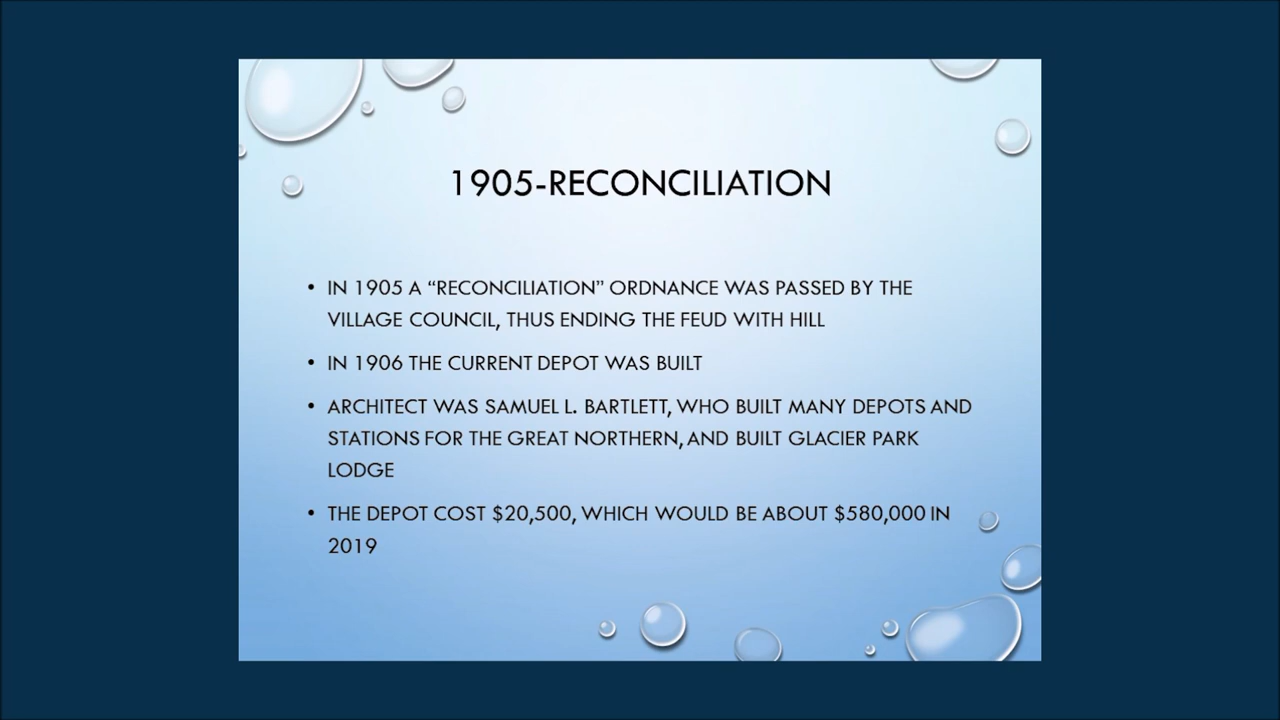 1905-RECONCILIATION
• IN 1905 A “RECONCILIATION” ORDNANCE WAS PASSED BY THE
VILLAGE COUNCIL, THUS ENDING THE FEUD WITH HILL
• IN 1906 THE CURRENT DEPOT WAS BUILT
• ARCHITECT WAS SAMUEL L. BARTLETT, WHO BUILT MANY DEPOTS AND
STATIONS FOR THE GREAT NORTHERN, AND BUILT GLACIER PARK
LODGE
• THE DEPOT COST $20,500, WHICH WOULD BE ABOUT $580,000 IN
2019